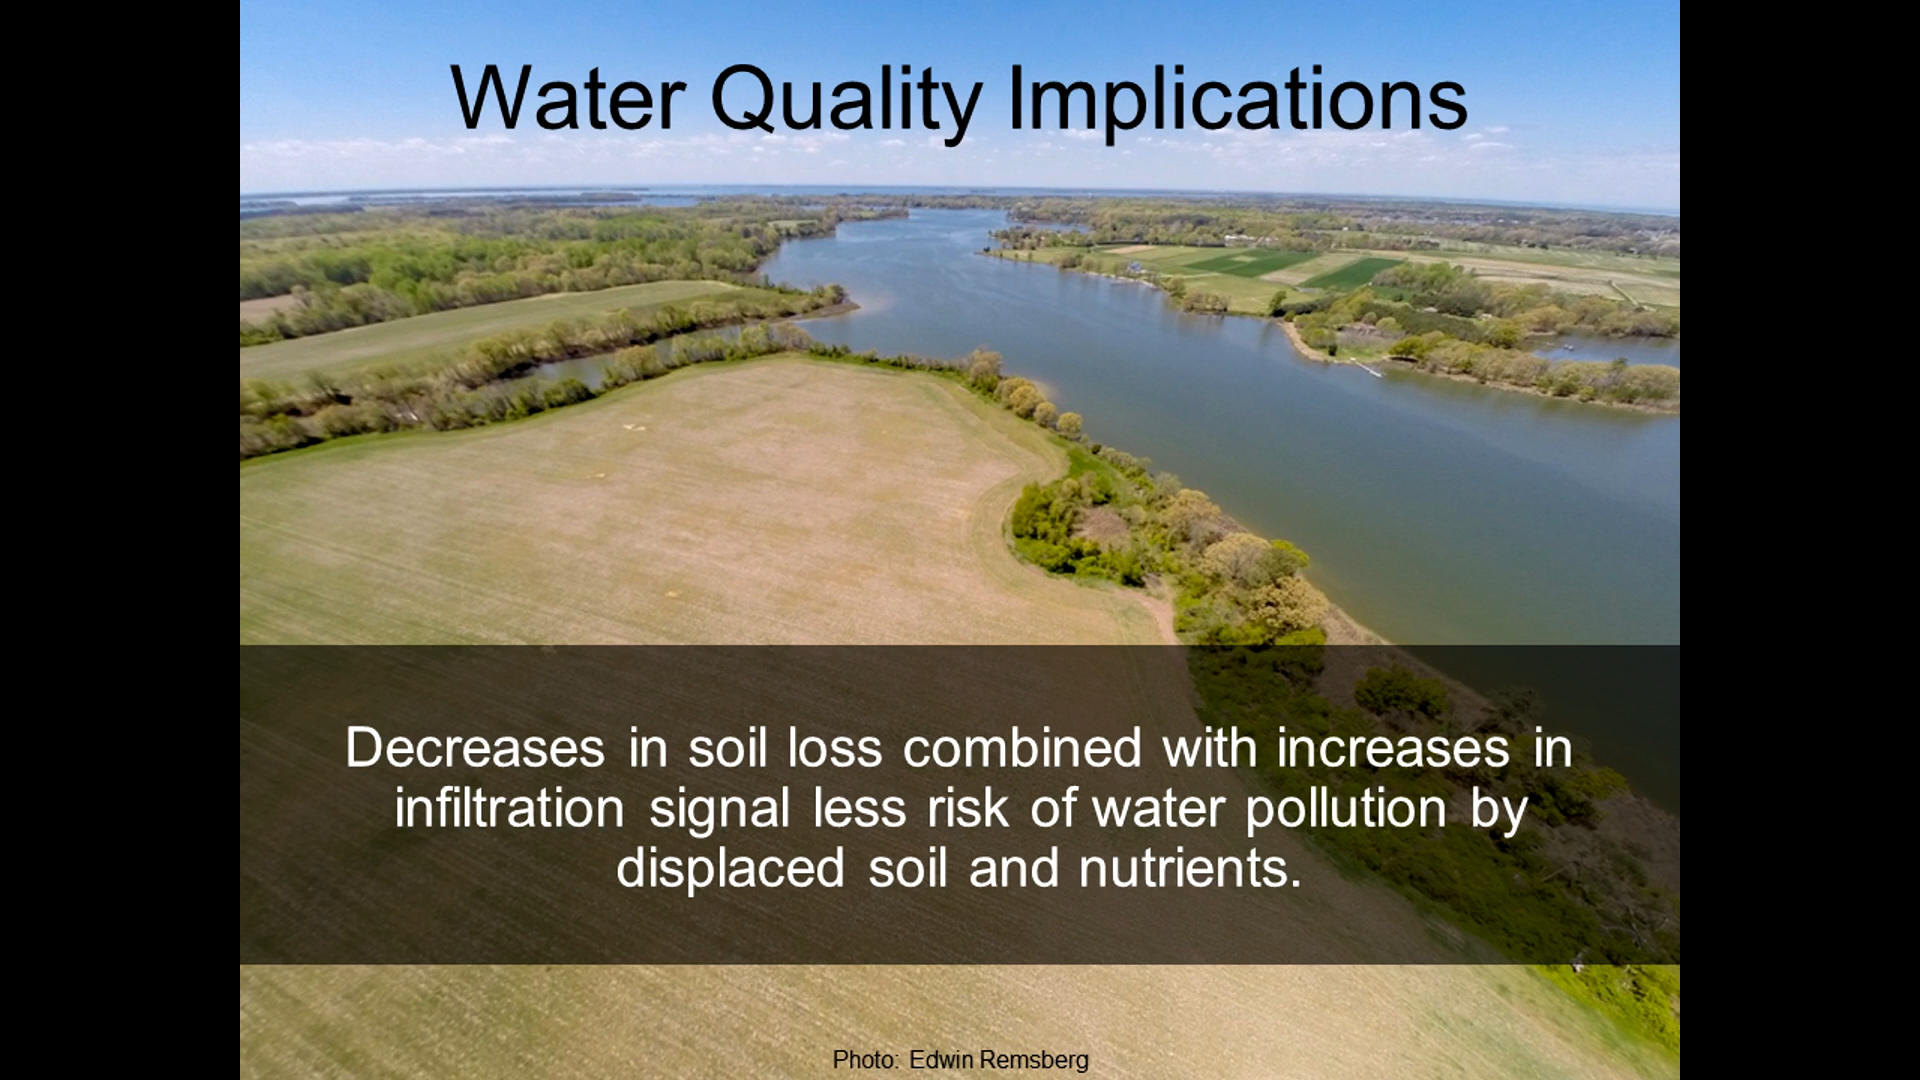 Water Quality Implications
Decreases in soil loss combined with increases in
infiltration signal less risk of water pollution by
displaced soil and nutrients.
Photo: Edwin Remsberg